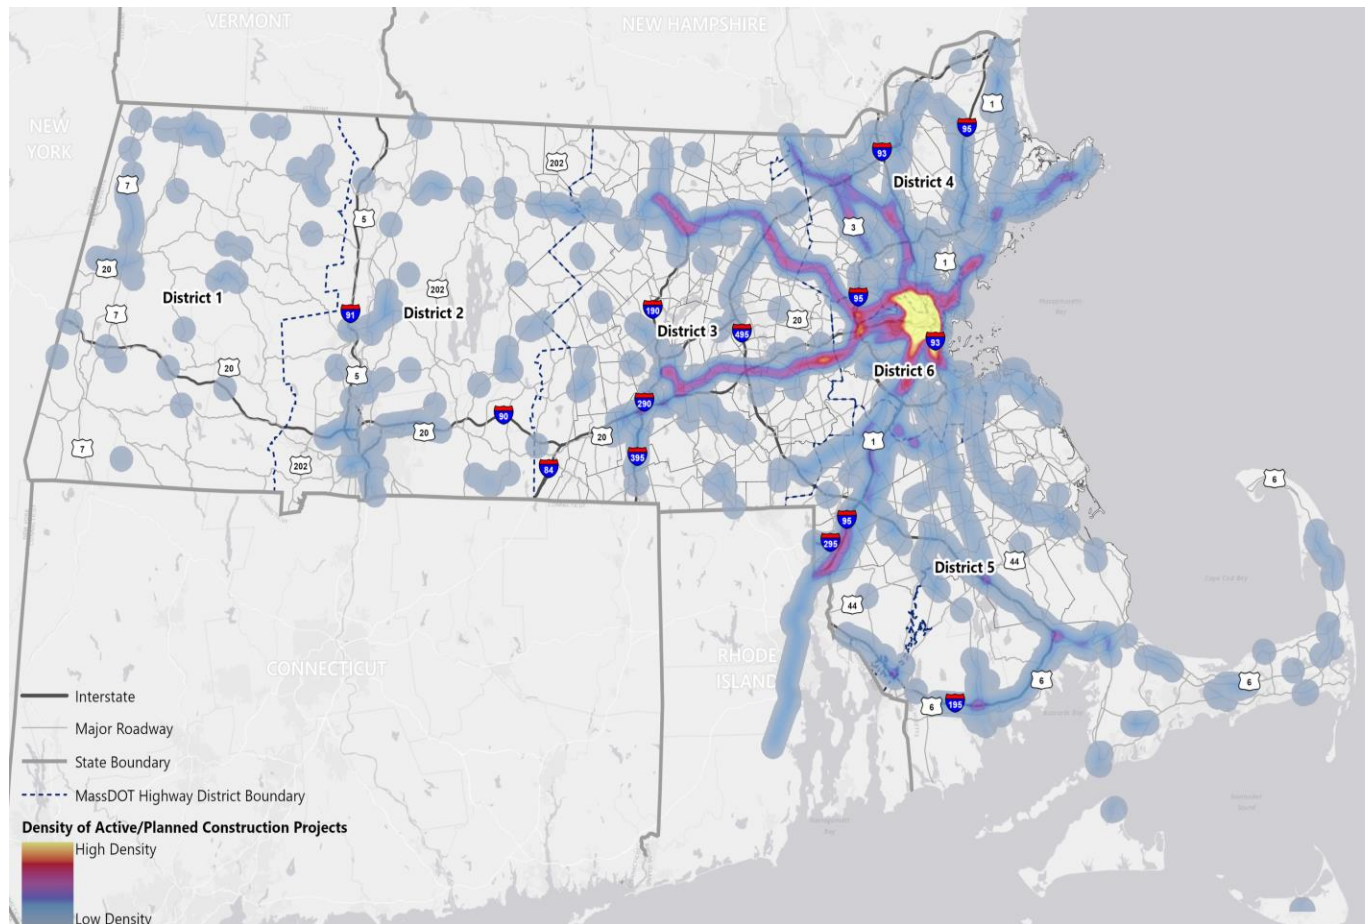 VERMONT
NEW HAMPSHIRE
NEW
YORK
1
95
93
202
7
District 4
5
3
20
1
202
District 1
95
7
91
District 2
190
20
District 3
495
93
20
5
District 6
290
90
20
20
1
7
395
202
84
6
95
295
44
District 5
Cape Cod Bay
44
CONNECTICUT
RHODE
ISLAND
6
6
195
6
Interstate
Major Roadway
State Boundary
MassDOT Highway District Boundary
Density of Active/Planned Construction Projects
High Density
Low Density